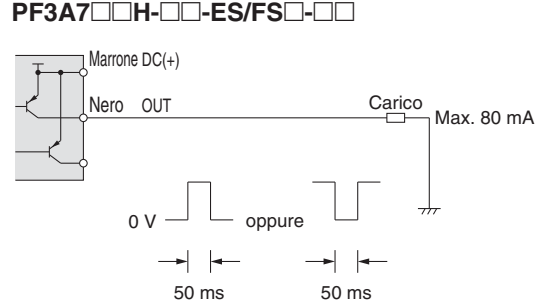 PF3A7□□H-□□-ES/FS□-□□
Marrone DC(+)
Nero OUT
Carico
Max. 80 mA
0 V
oppure
50 ms
50 ms